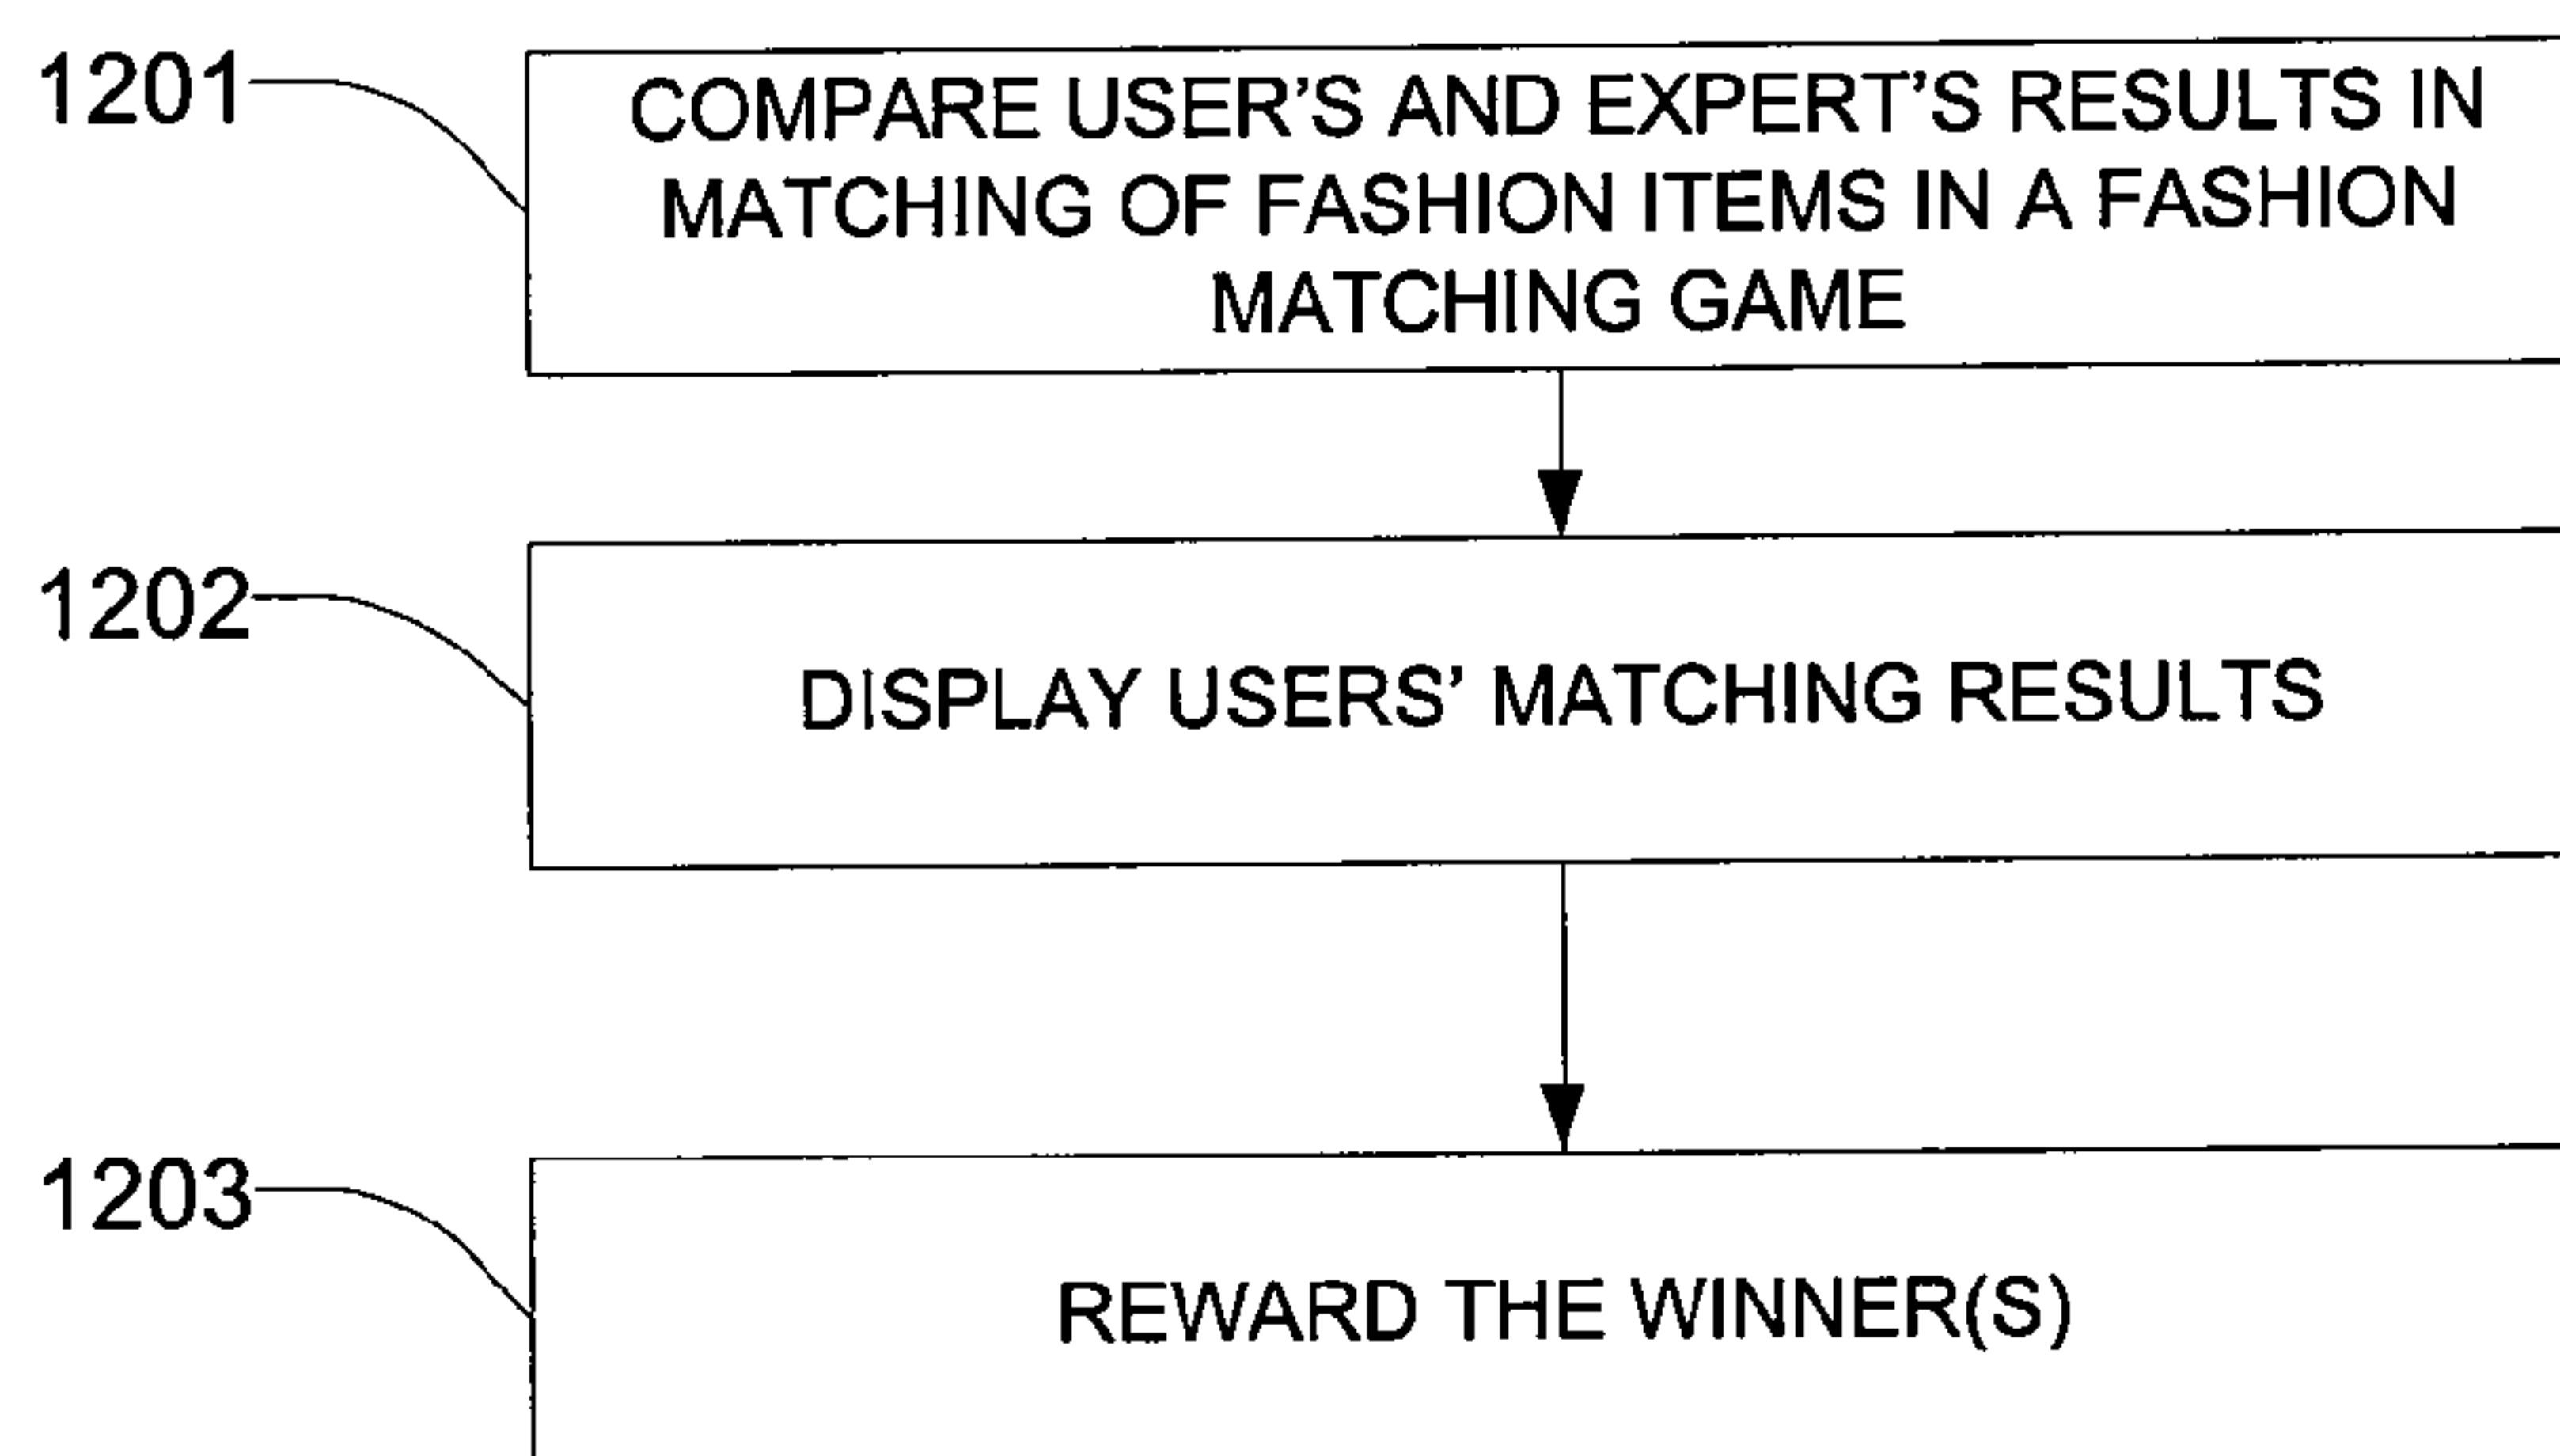 1201
COMPARE USER'S AND EXPERT'S RESULTS IN
MATCHING OF FASHION ITEMS IN A FASHION
MATCHING GAME
1202
DISPLAY USERS' MATCHING RESULTS
1203
REWARD THE WINNER(S)